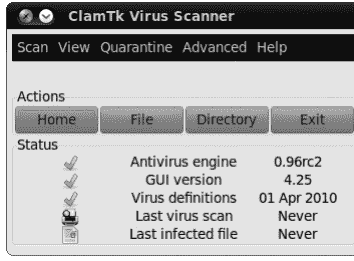 ClamTk Virus Scanner
Scan View Quarantine Advanced Help
Actions
Home File Directory Exit
Status
Antivirus engine 0.96rc2
GUI version 4.25
Virus definitions 01 Apr 2010
Last virus scan Never
Last infected file Never